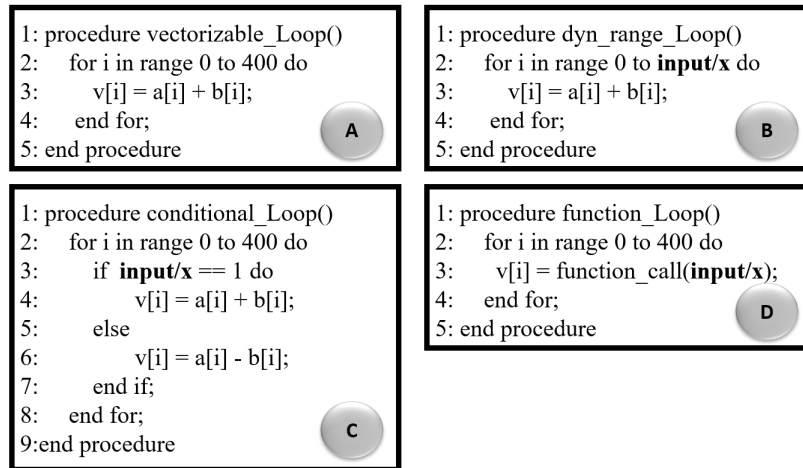 1: procedure vectorizable_Loop()
2: for i in range 0 to 400 do
3: v[i] = a[i] + b[i];
4: end for;
5: end procedure
A
1: procedure dyn_range_Loop()
2: for i in range 0 to input/x do
3: v[i] = a[i] + b[i];
4: end for;
5: end procedure
B
1: procedure conditional_Loop()
2: for i in range 0 to 400 do
3: if input/x == 1 do
4: v[i] = a[i] + b[i];
5: else
6: v[i] = a[i] - b[i];
7: end if;
8: end for;
9:end procedure
C
1: procedure function_Loop()
2: for i in range 0 to 400 do
3: v[i] = function_call(input/x);
4: end for;
5: end procedure
D